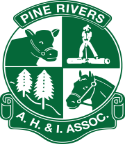 PINE RIVERS
A. H. & I. ASSOC.